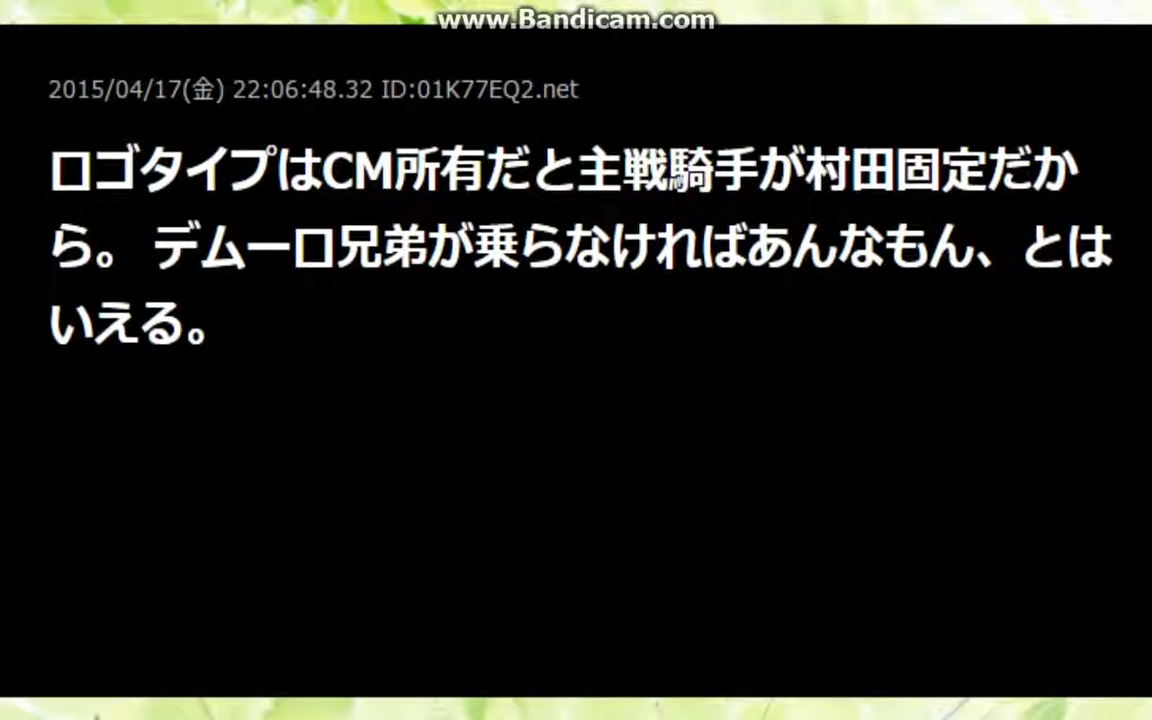 www.Bandicam.com
2015/04/17(金) 22:06:48.32 ID:01K77EQ2.net
ロゴタイプはCM所有だと主戦騎手が村田固定だか
ら。 デムーロ兄弟が乗らなければあんなもん、とは
いえる。